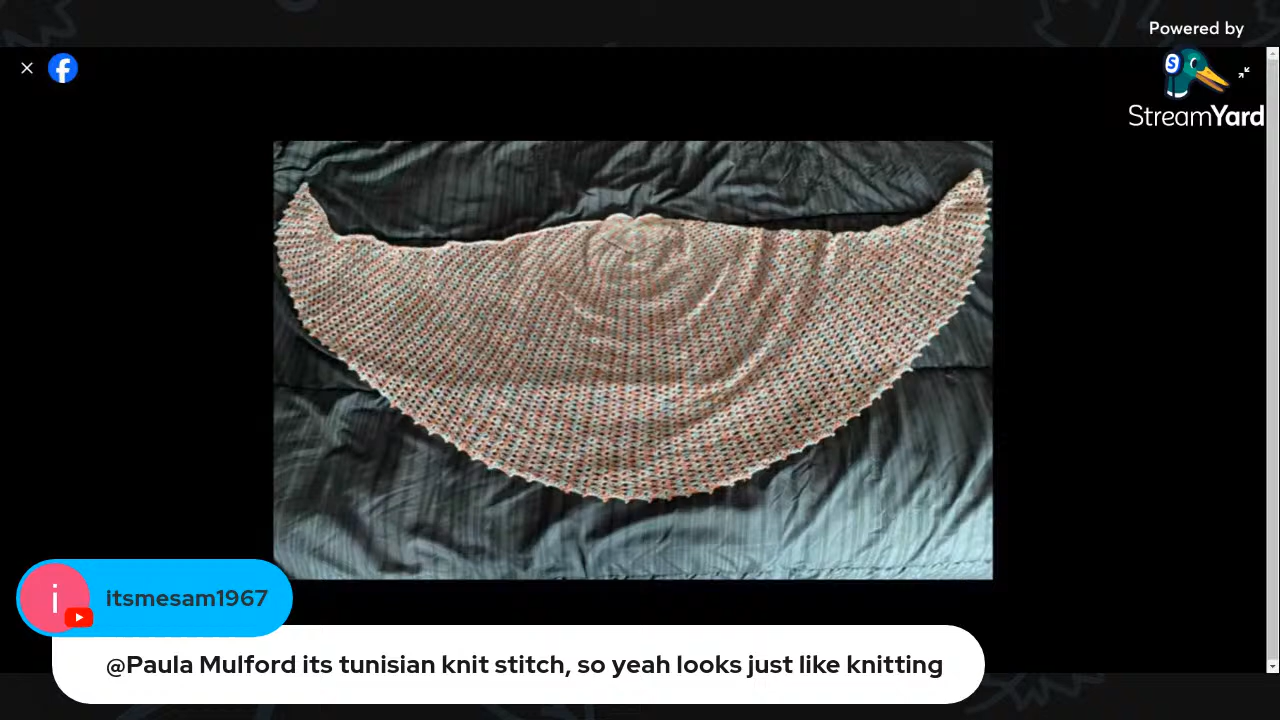 Powered by
StreamYard
itsmesam1967
@Paula Mulford its tunisian knit stitch, so yeah looks just like knitting